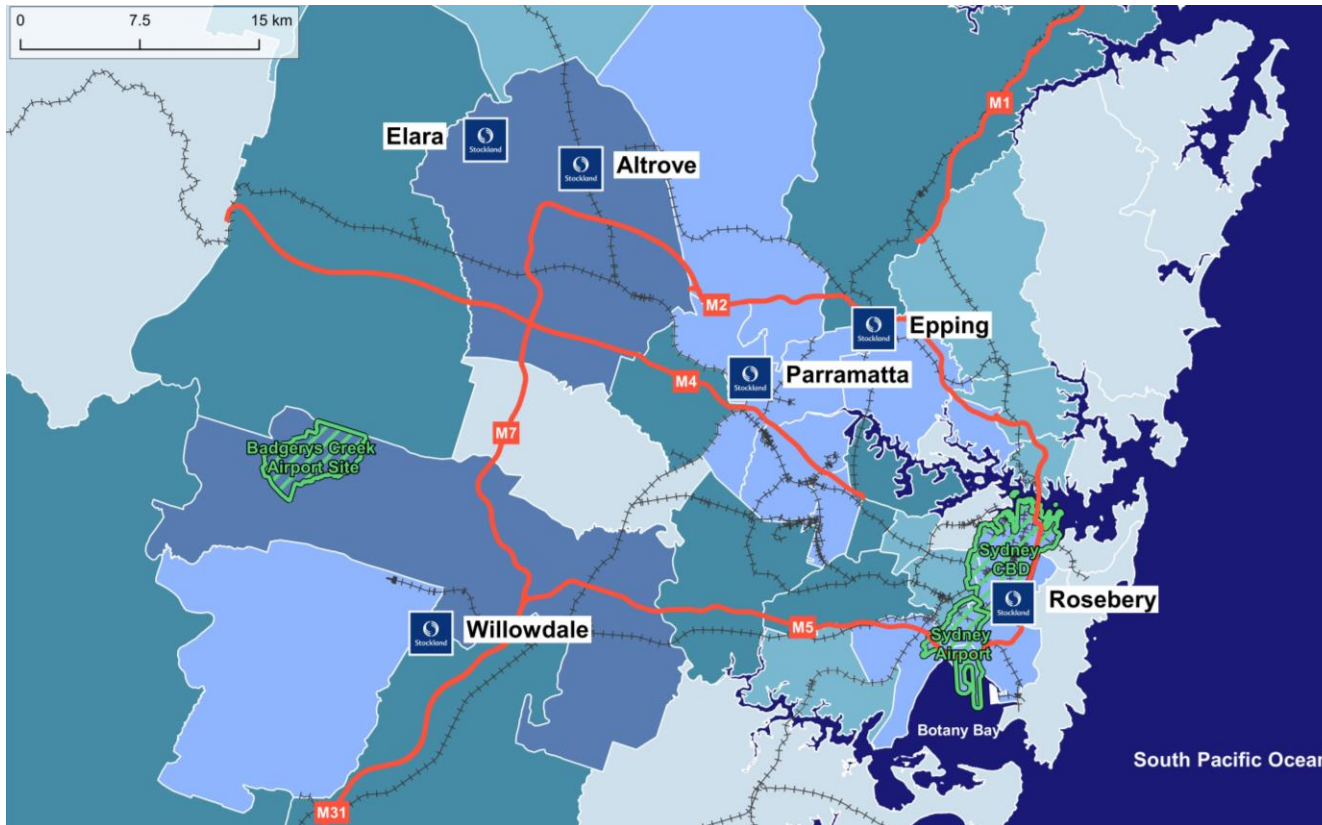 0 7.5 15 km
M1
Elara
Stockland
Altrove
Stockland
M2
Epping
Stockland
Parramatta
Stockland
M4
M7
Badgerys Creek
Airport Site
Sydney
CBD
Rosebery
Stockland
Willowdale
Stockland
M5
Sydney
Airport
Botany Bay
South Pacific Ocean
M31